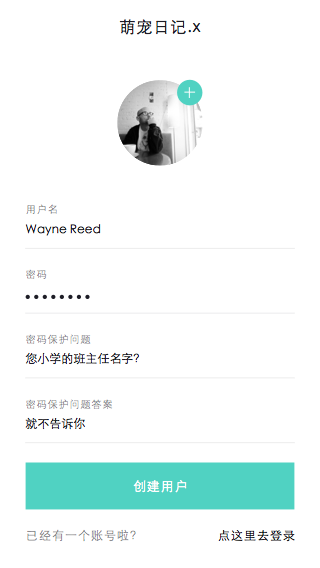 萌宠日记.x
用户名
Wayne Reed
密码
密码保护问题
您小学的班主任名字?
密码保护问题答案
就不告诉你
创建用户
已经有一个账号啦?
点这里去登录